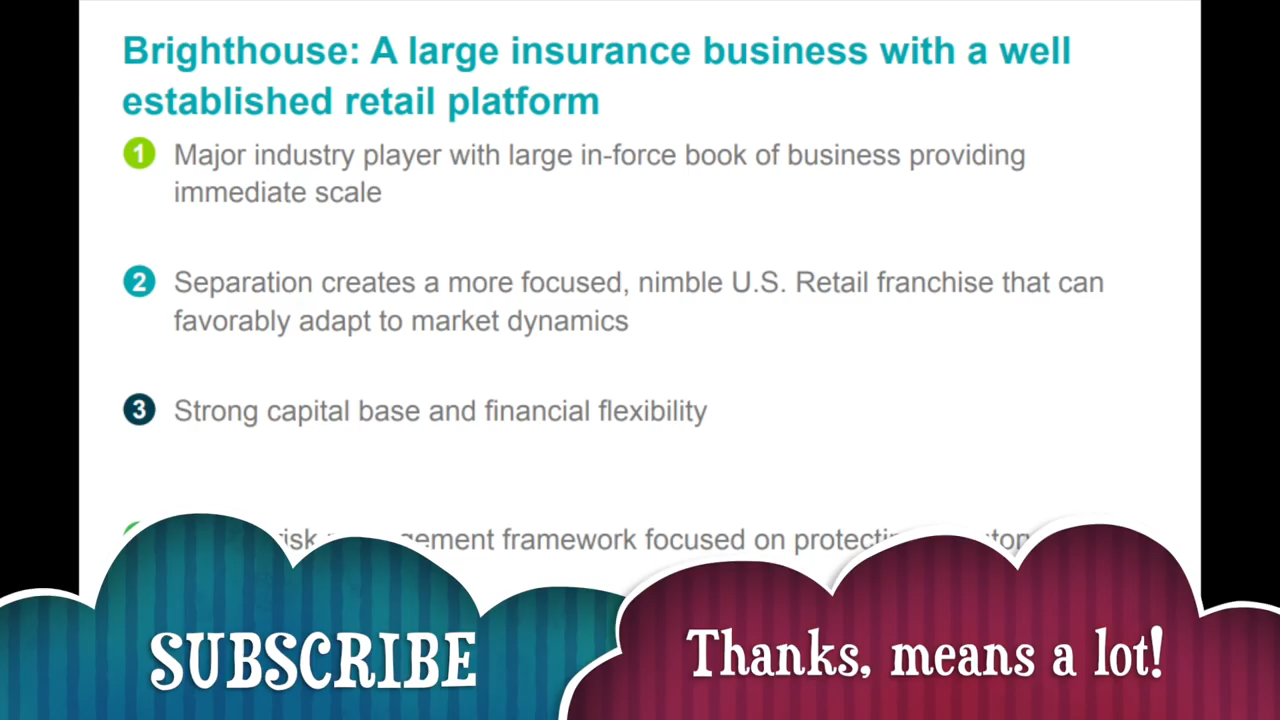 Brighthouse: A large insurance business with a well
established retail platform
1 Major industry player with large in-force book of business providing
immediate scale
2 Separation creates a more focused, nimble U.S. Retail franchise that can
favorably adapt to market dynamics
3 Strong capital base and financial flexibility
risk framework focused on
SUBSCRIBE
Thanks, means a lot!